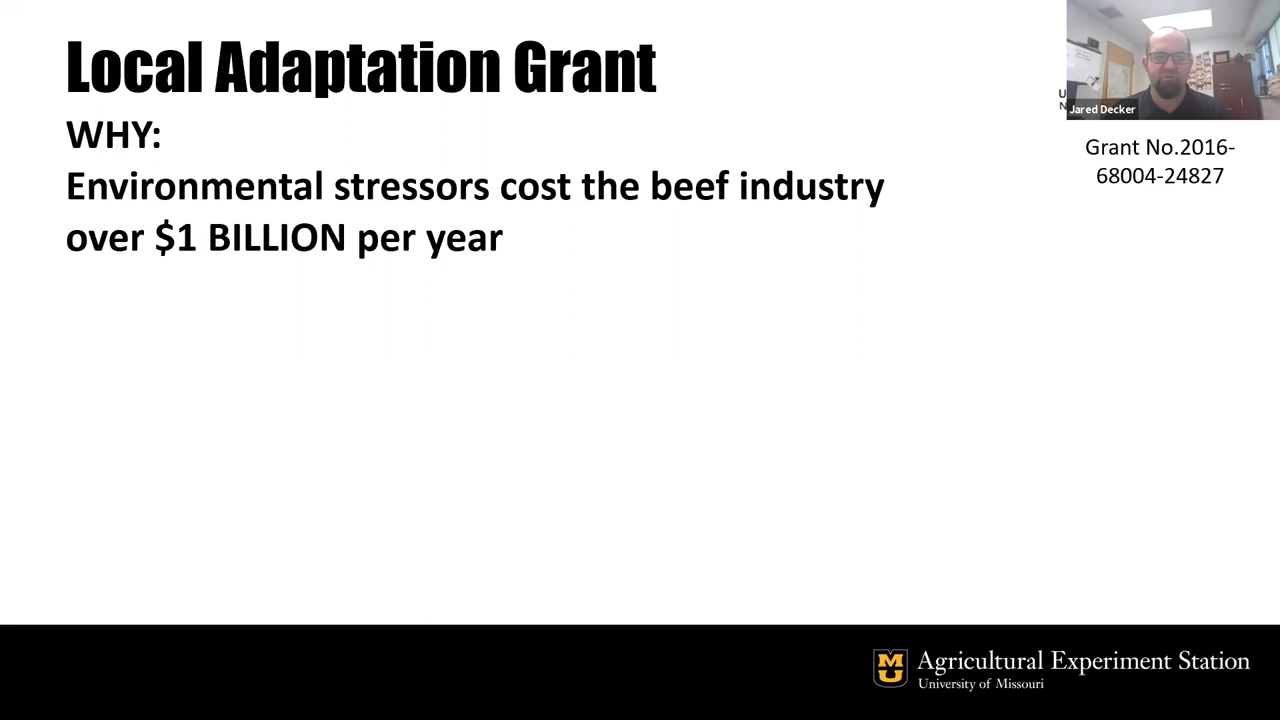 Local Adaptation Grant
WHY:
Environmental stressors cost the beef industry
over $1 BILLION per year
U
N
Jared Decker
Grant No.2016-
68004-24827
MU
Agricultural Experiment Station
University of Missouri